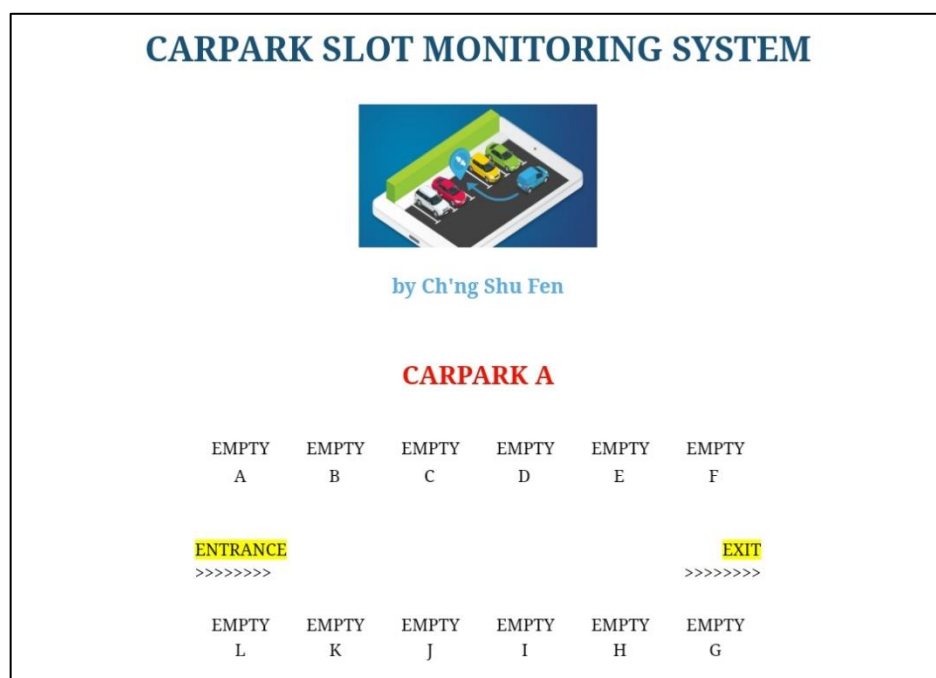 CARPARK SLOT MONITORING SYSTEM
by Ch'ng Shu Fen
CARPARK A
EMPTY EMPTY EMPTY EMPTY EMPTY EMPTY
A B C D E F
ENTRANCE EXIT
>>>>>>>> >>>>>>>>
EMPTY EMPTY EMPTY EMPTY EMPTY EMPTY
L K J I H G